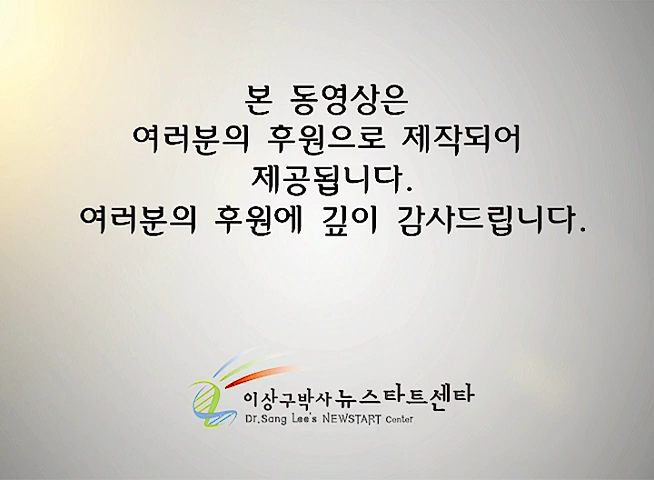 본 동영상은
여러분의 후원으로 제작되어
제공됩니다.
여러분의 후원에 깊이 감사드립니다.
이상구박사 뉴스타트센타
Dr.Sang Lee's NEWSTART Center